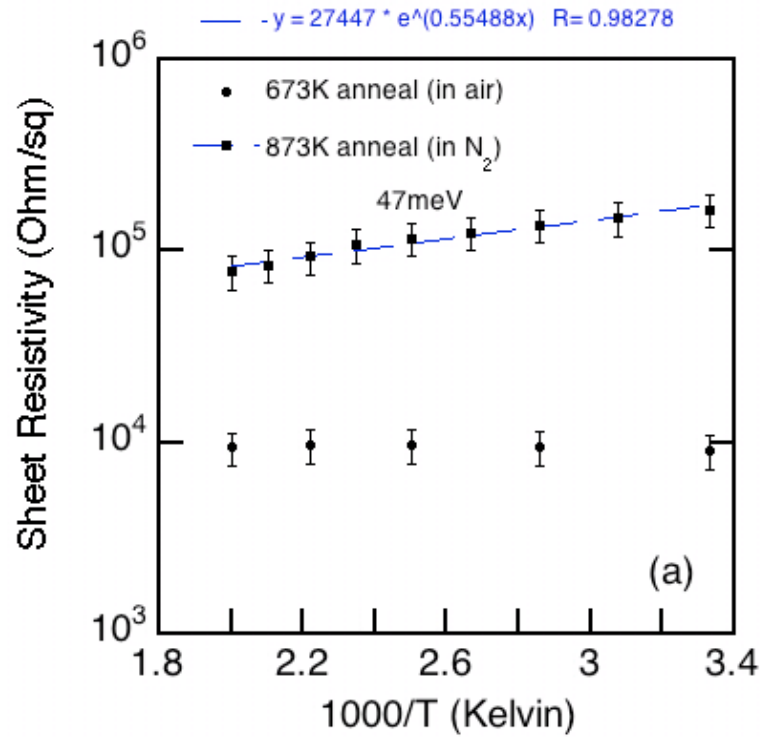 - y = 27447 * e^(0.55488x) R= 0.98278
10^6
673K anneal (in air)
873K anneal (in N_2)
47meV
10^5
Sheet Resistivity (Ohm/sq)
10^4
(a)
10^3
1.8 2.2 2.6 3 3.4
1000/T (Kelvin)